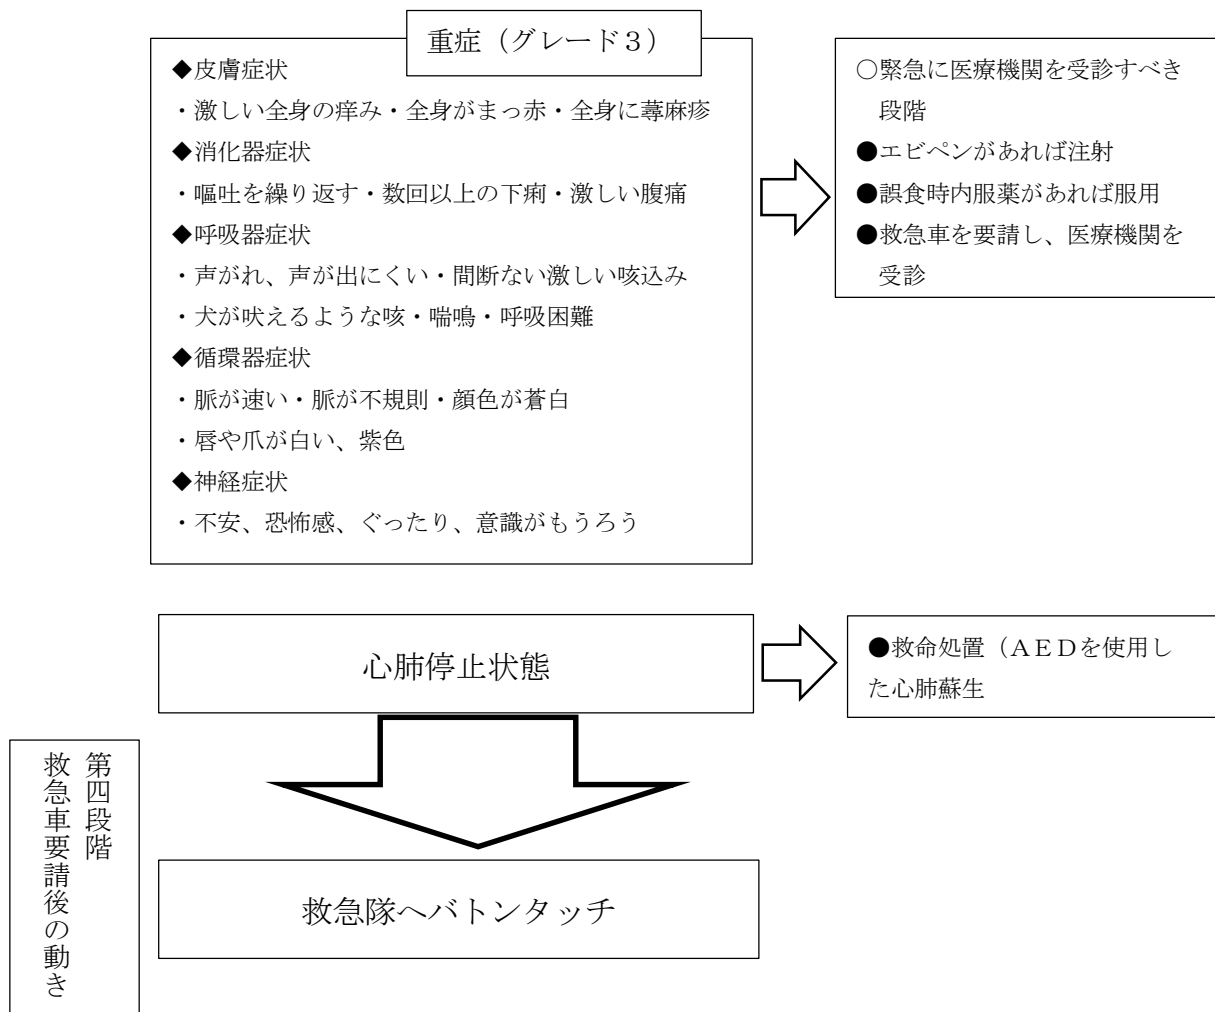 重症（グレード３）
◆皮膚症状
・激しい全身の痒み・全身がまっ赤・全身に蕁麻疹
◆消化器症状
・嘔吐を繰り返す・数回以上の下痢・激しい腹痛
◆呼吸器症状
・声がれ、声が出にくい・間断ない激しい咳込み
・犬が吠えるような咳・喘鳴・呼吸困難
◆循環器症状
・脈が速い・脈が不規則・顔色が蒼白
・唇や爪が白い、紫色
◆神経症状
・不安、恐怖感、ぐったり、意識がもうろう
○緊急に医療機関を受診すべき
段階
●エピペンがあれば注射
●誤食時内服薬があれば服用
●救急車を要請し、医療機関を
受診
心肺停止状態
●救命処置（ＡＥＤを使用し
た心肺蘇生
第四段階
救急車要請後の動き
救急隊へバトンタッチ